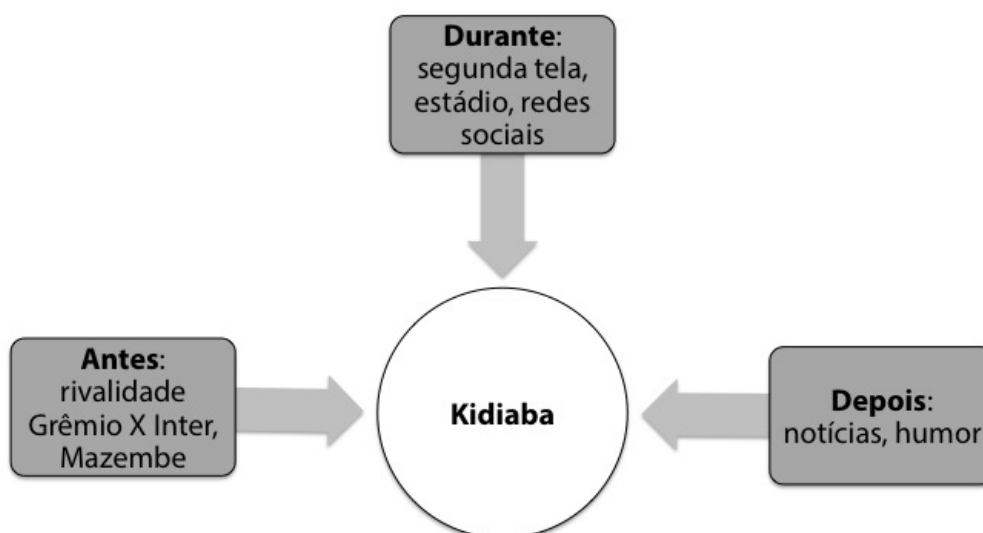 Durante:
segunda tela,
estádio, redes
sociais
Antes:
rivalidade
Grêmio X Inter,
Mazembe
Kidiaba
Depois:
notícias, humor